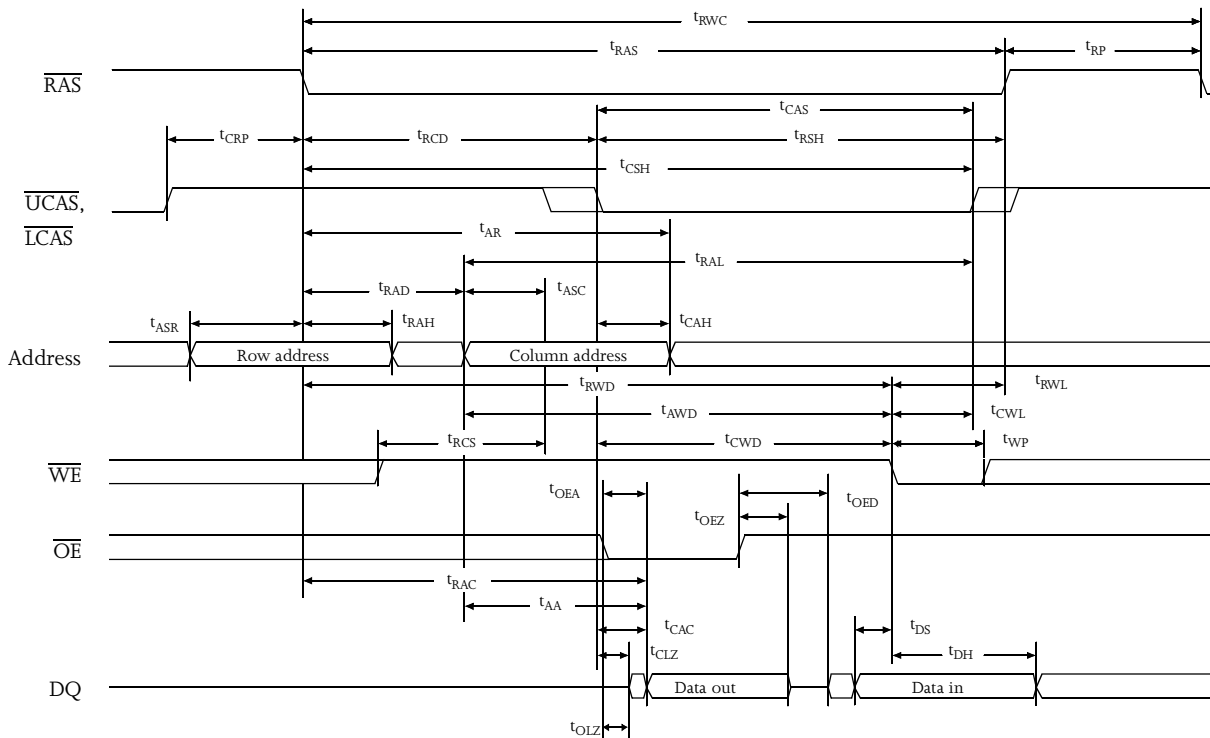 tRWC
tRAS
tRP
RAS
tCAS
tCRP
tRCD
tRSH
tCSH
UCAS,
LCAS
tAR
tRAL
tRAD
tASC
tASR
tRAH
tCAH
Address
Row address
Column address
tRWD
tRWL
tAWD
tCWL
tRCS
tCWD
tWP
WE
tOEA
tOED
tOEZ
OE
tRAC
tAA
tCAC
tDS
tCLZ
tDH
DQ
Data out
Data in
tOLZ